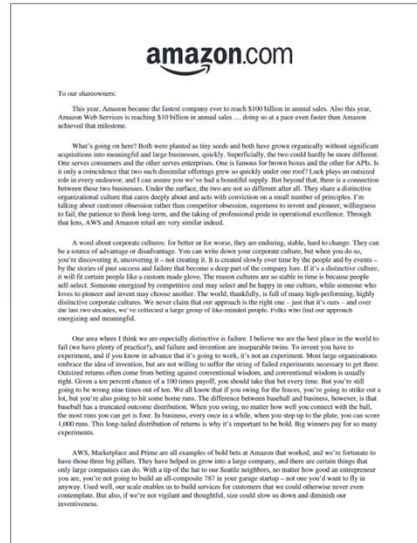 amazon.com
To our shareowners:
This year, Amazon became the fastest company ever to reach $100 billion in annual sales. Also this year,
Amazon Web Services is reaching $10 billion in annual sales … doing so at a pace even faster than Amazon
achieved that milestone.
What's going on here? Both were planted as tiny seeds and both have grown organically without significant
acquisitions into meaningful and large businesses, quickly. Superficially, the two could hardly be more different.
One serves consumers and the other serves enterprises. One is famous for brown boxes and the other for APIs. Is
it only a coincidence that two such dissimilar offerings grew so quickly under one roof? Luck plays an outsized
role in every endeavor, and I can assure you we've had a bountiful supply. But beyond that, there is a connection
between these two businesses. Under the surface, the two are not so different after all. They share a distinctive
organizational culture that cares deeply about and acts with conviction on a small number of principles. I'm
talking about customer obsession rather than competitor obsession, eagerness to invent and pioneer, willingness
to fail, the patience to think long-term, and the taking of professional pride in operational excellence. Through
that lens, AWS and Amazon retail are very similar indeed.
A word about corporate cultures: for better or for worse, they are enduring, stable, hard to change. They can
be a source of advantage or disadvantage. You can write down your corporate culture, but when you do so,
you're discovering it, uncovering it – not creating it. It is created slowly over time by the people and by events –
by the stories of past success and failure that become a deep part of the company lore. If it's a distinctive culture,
it will fit certain people like a custom-made glove. The reason cultures are so stable in time is because people
self-select. Someone energized by competitive zeal may select and be happy in one culture, while someone who
loves to pioneer and invent may choose another. The world, thankfully, is full of many high-performing, highly
distinctive corporate cultures. We never claim that our approach is the right one – just that it's ours – and over
the last two decades, we've collected a large group of like-minded people. Folks who find our approach
energizing and meaningful.
One area where I think we are especially distinctive is failure. I believe we are the best place in the world to
fail (we have plenty of practice!), and failure and invention are inseparable twins. To invent you have to
experiment, and if you know in advance that it's going to work, it's not an experiment. Most large organizations
embrace the idea of invention, but are not willing to suffer the string of failed experiments necessary to get there.
Outsized returns often come from betting against conventional wisdom, and conventional wisdom is usually
right. Given a ten percent chance of a 100 times payoff, you should take that bet every time. But you're still
going to be wrong nine times out of ten. We all know that if you swing for the fences, you're going to strike out a
lot, but you're also going to hit some home runs. The difference between baseball and business, however, is that
baseball has a truncated outcome distribution. When you swing, no matter how well you connect with the ball,
the most runs you can get is four. In business, every once in a while, when you step up to the plate, you can score
1,000 runs. This long-tailed distribution of returns is why it's important to be bold. Big winners pay for so many
experiments.
AWS, Marketplace and Prime are all examples of bold bets at Amazon that worked, and we're fortunate to
have those three big pillars. They have helped us grow into a large company, and there are certain things that
only large companies can do. With a tip of the hat to our Seattle neighbors, no matter how good an entrepreneur
you are, you're not going to build an all-composite 787 in your garage startup – not one you'd want to fly in
anyway. Used well, our scale enables us to build services for customers that we could otherwise never even
contemplate. But also, if we're not vigilant and thoughtful, size could slow us down and diminish our
inventiveness.